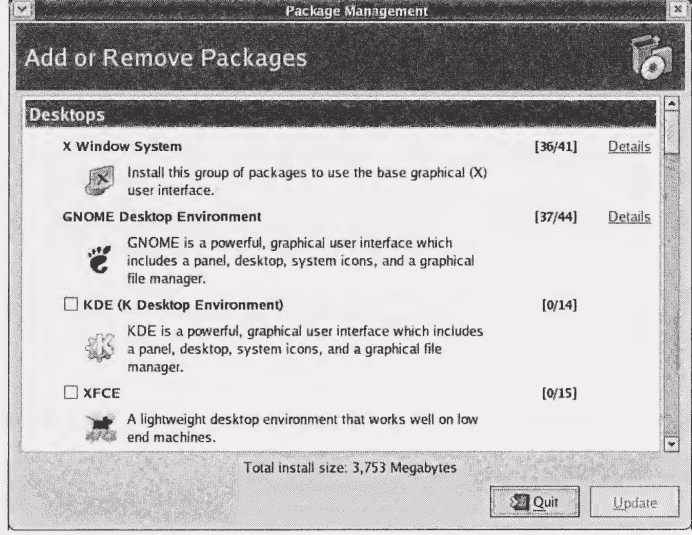 Package Management
Add or Remove Packages
Desktops
X Window System [36/41] Details
Install this group of packages to use the base graphical (X)
user interface.
GNOME Desktop Environment [37/44] Details
GNOME is a powerful, graphical user interface which
includes a panel, desktop, system icons, and a graphical
file manager.
KDE (K Desktop Environment) [0/14]
KDE is a powerful, graphical user interface which includes
a panel, desktop, system icons, and a graphical file
manager.
XFCE [0/15]
A lightweight desktop environment that works well on low
end machines.
Total install size: 3,753 Megabytes
Quit Update